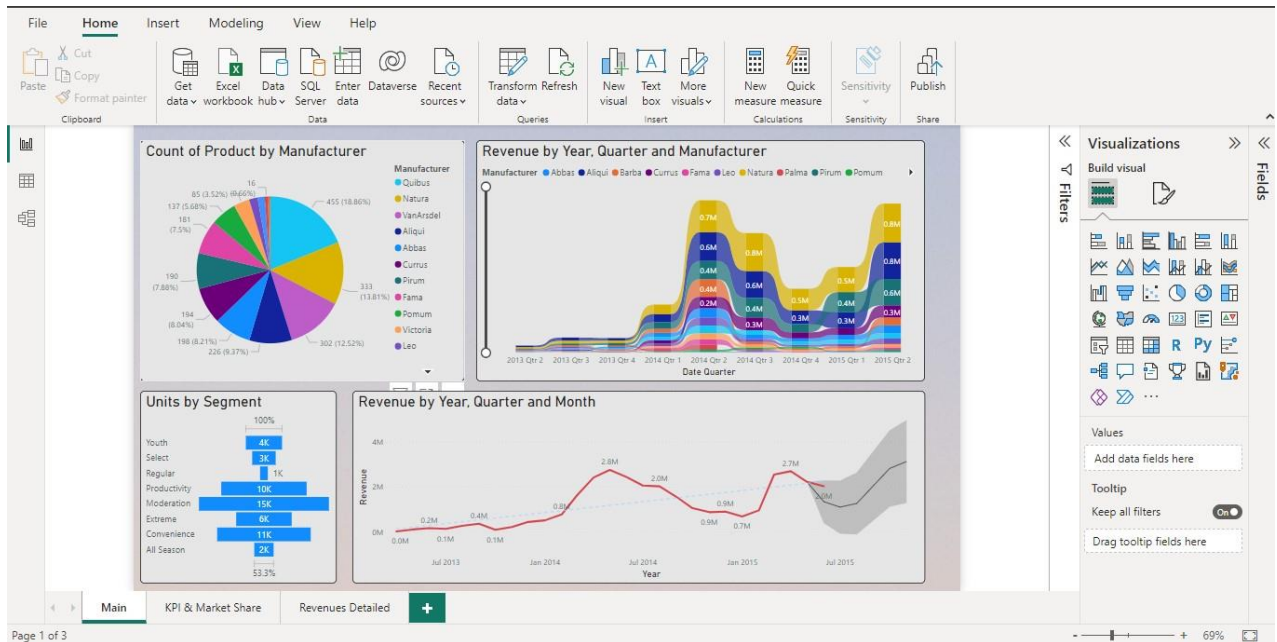 File Home Insert Modeling View Help
Paste
Cut
Copy
Format painter
Clipboard
Get data
Excel workbook
Data hub
SQL Server
Enter data
Dataverse
Recent sources
Data
Transform data
Refresh
Queries
New visual
Text box
More visuals
Insert
New measure
Quick measure
Calculations
Sensitivity
Sensitivity
Publish
Share
Count of Product by Manufacturer
Manufacturer
Quibus
Natura
VanArsdel
Aliqui
Abbas
Currus
Pirum
Fama
Pomum
Victoria
Leo
16
(0.66%)
85 (3.52%)
137 (5.68%)
181
(7.5%)
190
(7.88%)
194
(8.04%)
198 (8.21%)
226 (9.37%)
302 (12.52%)
333
(13.81%)
455 (18.86%)
Revenue by Year, Quarter and Manufacturer
Manufacturer Abbas Aliqui Barba Currus Fama Leo Natura Palma Pirum Pomum
0.7M
0.6M
0.4M
0.4M
0.2M
0.8M
0.6M
0.4M
0.3M
0.5M
0.3M
0.5M
0.4M
0.3M
0.8M
0.8M
0.6M
0.3M
2013 Qtr 2 2013 Qtr 3 2013 Qtr 4 2014 Qtr 1 2014 Qtr 2 2014 Qtr 3 2014 Qtr 4 2015 Qtr 1 2015 Qtr 2
Date Quarter
Units by Segment
100%
Youth 4K
Select 3K
Regular 1K
Productivity 10K
Moderation 15K
Extreme 6K
Convenience 11K
All Season 2K
53.3%
Revenue by Year, Quarter and Month
Revenue
4M
2M
0M
0.0M
0.2M
0.1M
0.4M
0.1M
0.8M
2.8M
2.0M
0.9M
0.9M
0.7M
2.7M
2.0M
Jul 2013 Jan 2014 Jul 2014 Jan 2015 Jul 2015
Year
Filters
Visualizations
Build visual
123
R
Py
Values
Add data fields here
Tooltip
Keep all filters On
Drag tooltip fields here
Fields
Main KPI & Market Share Revenues Detailed +
Page 1 of 3
- + 69%